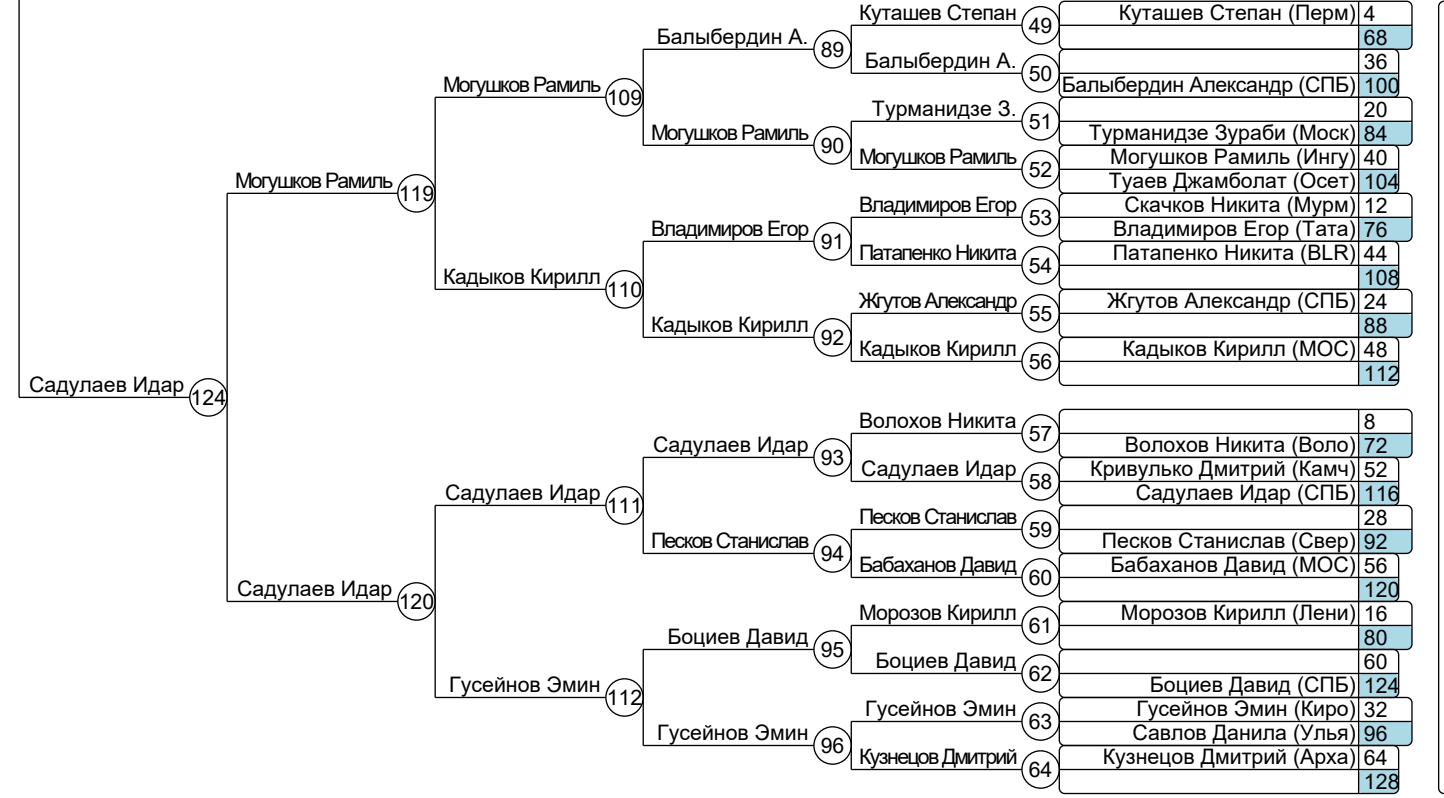 Куташев Степан 49 Куташев Степан (Перм) 4
68
Балыбердин А. 89
Балыбердин А. 50 36
Балыбердин Александр (СПБ) 100
Могушков Рамиль 109
Турманидзе З. 51 20
Турманидзе Зураби (Моск) 84
Могушков Рамиль 90
Могушков Рамиль 52 Могушков Рамиль (Ингу) 40
Туаев Джамболат (Осет) 104
Могушков Рамиль 119
Владимиров Егор 53 Скачков Никита (Мурм) 12
Владимиров Егор (Тата) 76
Владимиров Егор 91
Патапенко Никита 54 Патапенко Никита (BLR) 44
108
Кадыков Кирилл 110
Жгутов Александр 55 Жгутов Александр (СПБ) 24
88
Кадыков Кирилл 92
Кадыков Кирилл 56 Кадыков Кирилл (МОС) 48
112
Садулаев Идар 124
Волохов Никита 57 8
Волохов Никита (Воло) 72
Садулаев Идар 93
Садулаев Идар 58 Кривулько Дмитрий (Камч) 52
Садулаев Идар (СПБ) 116
Садулаев Идар 111
Песков Станислав 59 28
Песков Станислав (Свер) 92
Песков Станислав 94
Бабаханов Давид 60 Бабаханов Давид (МОС) 56
120
Садулаев Идар 120
Морозов Кирилл 61 Морозов Кирилл (Лени) 16
80
Боциев Давид 95
Боциев Давид 62 60
Боциев Давид (СПБ) 124
Гусейнов Эмин 112
Гусейнов Эмин 63 Гусейнов Эмин (Киро) 32
Савлов Данила (Улья) 96
Гусейнов Эмин 96
Кузнецов Дмитрий 64 Кузнецов Дмитрий (Арха) 64
128